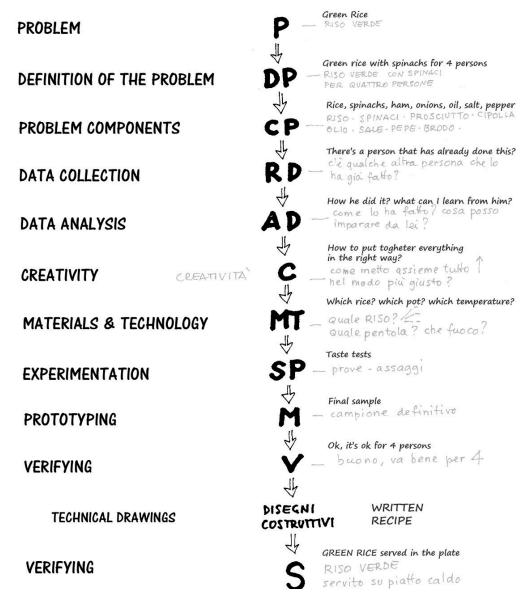 PROBLEM P Green Rice
RISO VERDE
DEFINITION OF THE PROBLEM DP Green rice with spinachs for 4 persons
RISO VERDE CON SPINACI
PER QUATTRO PERSONE
PROBLEM COMPONENTS CP Rice, spinachs, ham, onions, oil, salt, pepper
RISO - SPINACI - PROSCIUTTO - CIPOLLA
OLIO - SALE - PEPE - BRODO -
DATA COLLECTION RD There's a person that has already done this?
c'è qualche altra persona che lo
ha già fatto?
DATA ANALYSIS AD How he did it? what can I learn from him?
come lo ha fatto? cosa posso
imparare da lei?
CREATIVITY CREATIVITÀ C How to put togheter everything
in the right way?
come metto assieme tutto
nel modo più giusto?
MATERIALS & TECHNOLOGY MT Which rice? which pot? which temperature?
quale RISO?
quale pentola? che fuoco?
EXPERIMENTATION SP Taste tests
prove - assaggi
PROTOTYPING M Final sample
campione definitivo
VERIFYING V Ok, it's ok for 4 persons
buono, va bene per 4
TECHNICAL DRAWINGS DISEGNI COSTRUTTIVI WRITTEN RECIPE
VERIFYING S GREEN RICE served in the plate
RISO VERDE
servito su piatto caldo